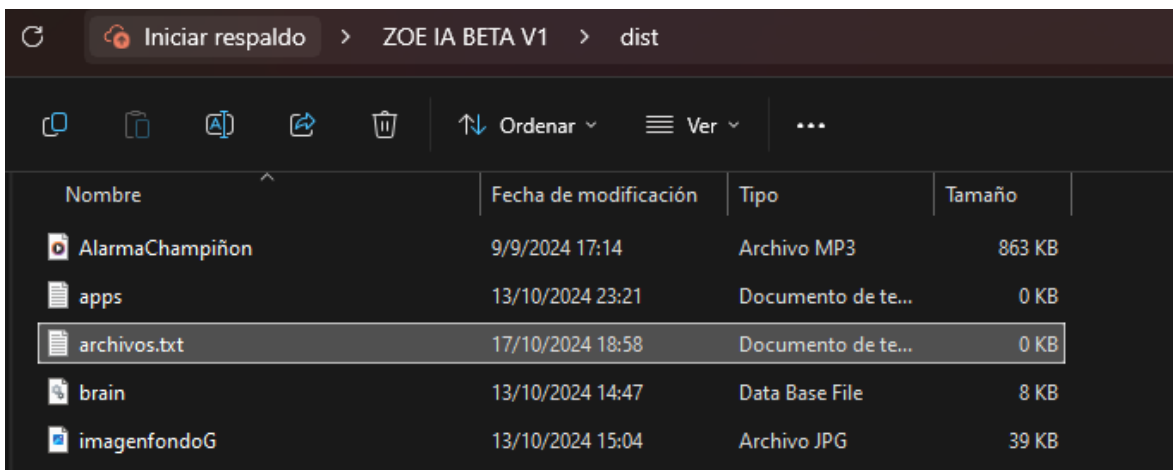 Iniciar respaldo > ZOE IA BETA V1 > dist
Ordenar Ver ...
Nombre Fecha de modificación Tipo Tamaño
AlarmaChampiñon 9/9/2024 17:14 Archivo MP3 863 KB
apps 13/10/2024 23:21 Documento de te... 0 KB
archivos.txt 17/10/2024 18:58 Documento de te... 0 KB
brain 13/10/2024 14:47 Data Base File 8 KB
imagenfondoG 13/10/2024 15:04 Archivo JPG 39 KB